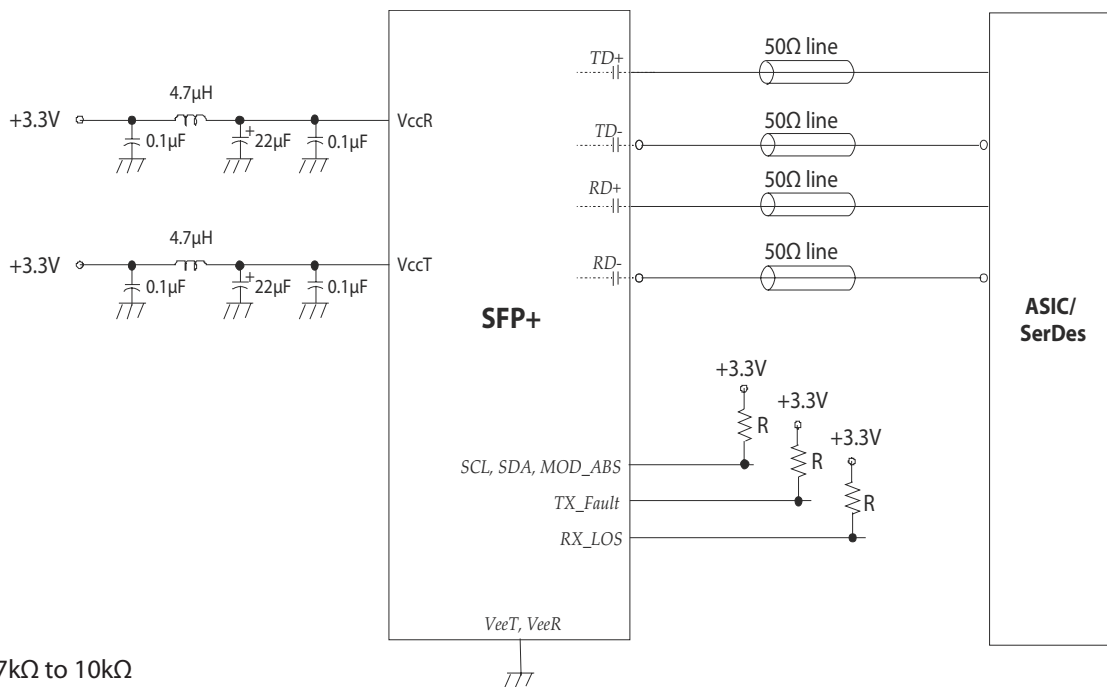 50Ω line
TD+
4.7μH
+3.3V
VccR
0.1μF
+
22μF
0.1μF
50Ω line
TD-
50Ω line
RD+
4.7μH
+3.3V
VccT
0.1μF
+
22μF
0.1μF
50Ω line
RD-
SFP+
ASIC/
SerDes
+3.3V
R
+3.3V
R
+3.3V
R
SCL, SDA, MOD_ABS
TX_Fault
RX_LOS
VeeT, VeeR
7kΩ to 10kΩ